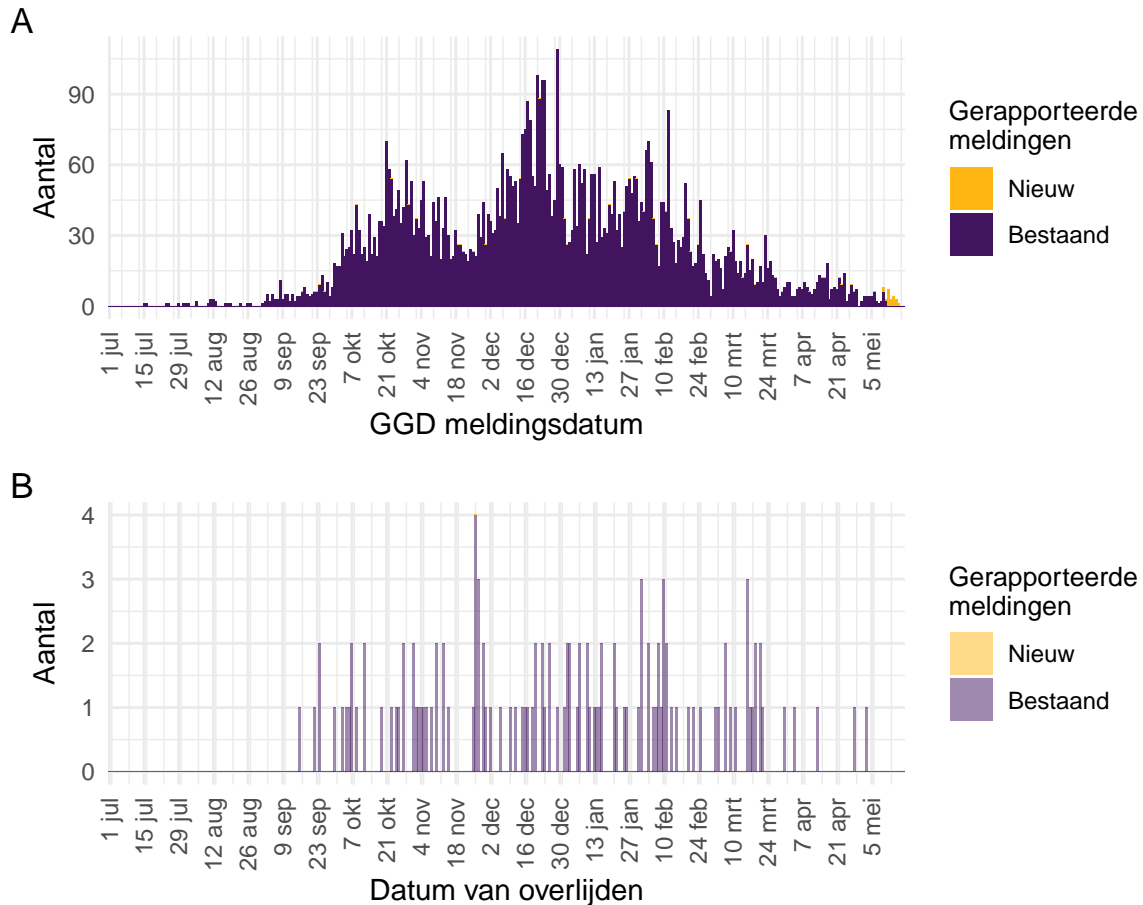 A
Aantal
90
60
30
0
1 jul
15 jul
29 jul
12 aug
26 aug
9 sep
23 sep
7 okt
21 okt
4 nov
18 nov
2 dec
16 dec
30 dec
13 jan
27 jan
10 feb
24 feb
10 mrt
24 mrt
7 apr
21 apr
5 mei
GGD meldingsdatum
Gerapporteerde
meldingen
Nieuw
Bestaand
B
Aantal
4
3
2
1
0
1 jul
15 jul
29 jul
12 aug
26 aug
9 sep
23 sep
7 okt
21 okt
4 nov
18 nov
2 dec
16 dec
30 dec
13 jan
27 jan
10 feb
24 feb
10 mrt
24 mrt
7 apr
21 apr
5 mei
Datum van overlijden
Gerapporteerde
meldingen
Nieuw
Bestaand